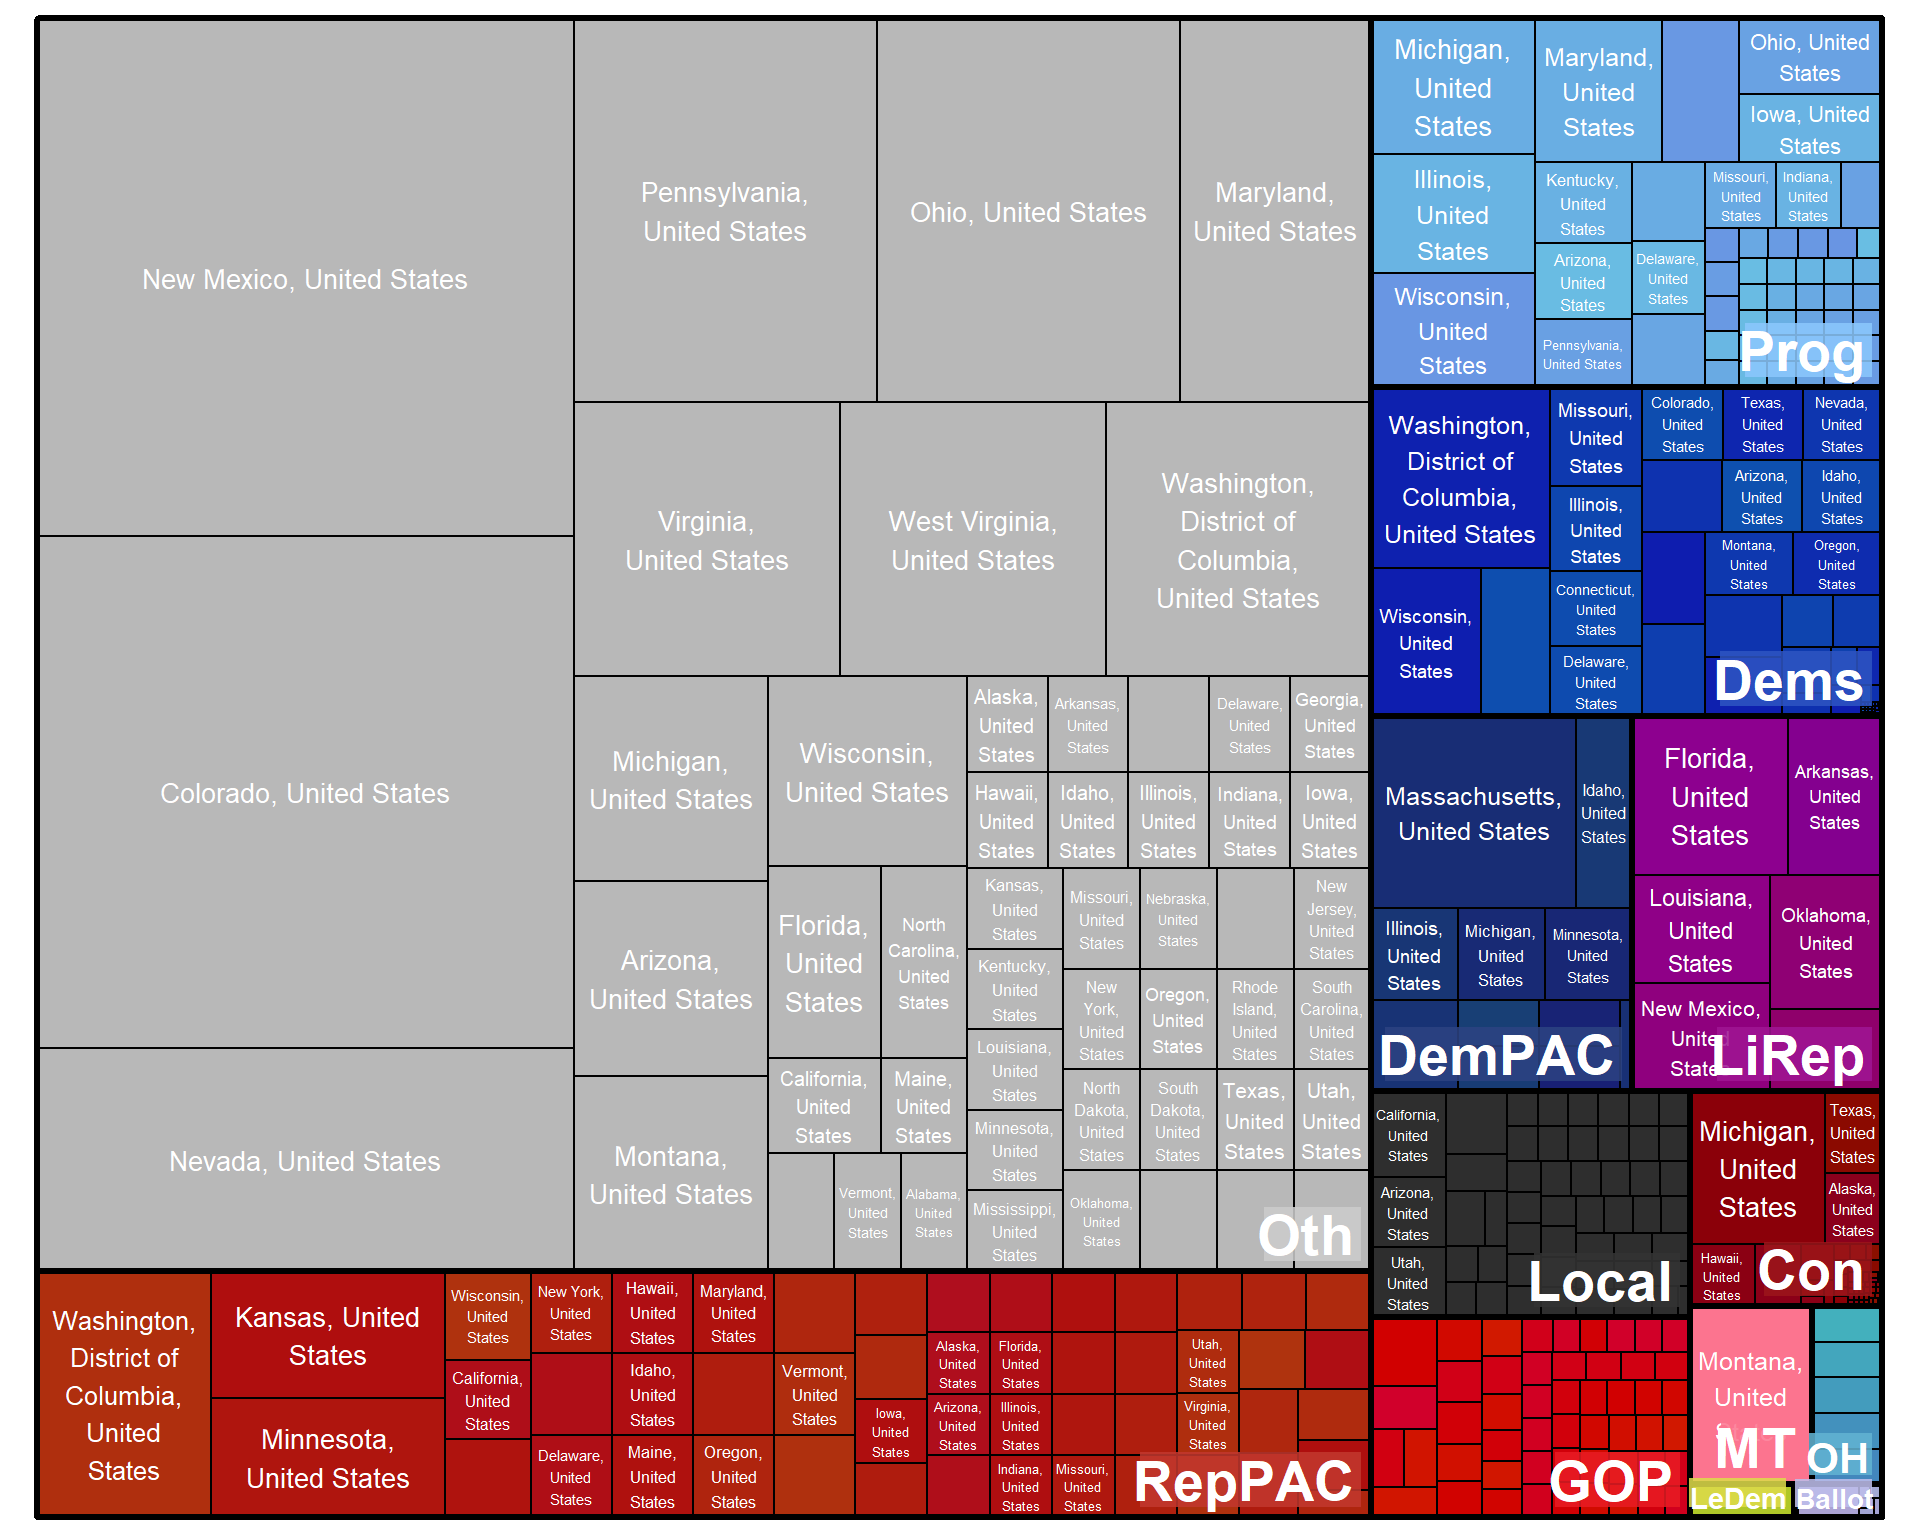 New Mexico, United States
Colorado, United States
Nevada, United States
Pennsylvania,
United States
Ohio, United States
Maryland,
United States
Virginia,
United States
West Virginia,
United States
Washington,
District of
Columbia,
United States
Michigan,
United States
Arizona,
United States
Montana,
United States
Wisconsin,
United States
Florida,
United
States
North
Carolina,
United
States
California,
United
States
Maine,
United
States
Vermont,
United
States
Alabama,
United
States
Alaska,
United
States
Arkansas,
United
States
Delaware,
United
States
Georgia,
United
States
Hawaii,
United
States
Idaho,
United
States
Illinois,
United
States
Indiana,
United
States
Iowa,
United
States
Kansas,
United
States
Kentucky,
United
States
Louisiana,
United
States
Minnesota,
United
States
Mississippi,
United
States
Missouri,
United
States
Nebraska,
United
States
New
Jersey,
United
States
New
York,
United
States
Oregon,
United
States
Rhode
Island,
United
States
South
Carolina,
United
States
North
Dakota,
United
States
South
Dakota,
United
States
Texas,
United
States
Utah,
United
States
Oklahoma,
United
States
Oth
Washington,
District of
Columbia,
United
States
Kansas, United
States
Minnesota,
United States
Wisconsin,
United
States
California,
United
States
New York,
United
States
Delaware,
United
States
Hawaii,
United
States
Idaho,
United
States
Maine,
United
States
Maryland,
United
States
Oregon,
United
States
Vermont,
United
States
Iowa,
United
States
Alaska,
United
States
Arizona,
United
States
Florida,
United
States
Illinois,
United
States
Indiana,
United
States
Missouri,
United
States
Utah,
United
States
Virginia,
United
States
RepPAC
Michigan,
United
States
Illinois,
United
States
Wisconsin,
United
States
Maryland,
United
States
Ohio, United
States
Iowa, United
States
Kentucky,
United
States
Arizona,
United
States
Pennsylvania,
United States
Delaware,
United
States
Missouri,
United
States
Indiana,
United
States
Prog
Washington,
District of
Columbia,
United States
Wisconsin,
United
States
Missouri,
United
States
Illinois,
United
States
Connecticut,
United
States
Delaware,
United
States
Colorado,
United
States
Texas,
United
States
Nevada,
United
States
Arizona,
United
States
Idaho,
United
States
Montana,
United
States
Oregon,
United
States
Dems
Massachusetts,
United States
Idaho,
United
States
Illinois,
United
States
Michigan,
United
States
Minnesota,
United
States
DemPAC
Florida,
United
States
Arkansas,
United
States
Louisiana,
United
States
Oklahoma,
United
States
New Mexico,
United
States
LiRep
California,
United
States
Arizona,
United
States
Utah,
United
States
Local
Michigan,
United
States
Texas,
United
States
Alaska,
United
States
Hawaii,
United
States
Con
GOP
Montana,
United
MT
OH
LeDem
Ballot